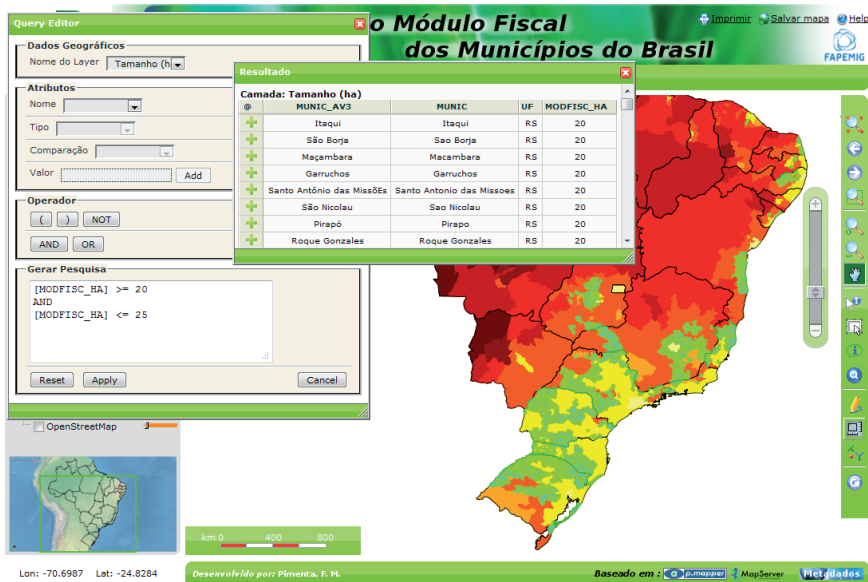 o Módulo Fiscal
dos Municípios do Brasil
Imprimir Salvar mapa Help
FAPEMIG
Query Editor
Dados Geográficos
Nome do Layer Tamanho (h
Atributos
Nome
Tipo
Comparação
Valor Add
Operador
( ) NOT
AND OR
Gerar Pesquisa
[MODFISC_HA] >= 20
AND
[MODFISC_HA] <= 25
Reset Apply Cancel
Resultado
Camada: Tamanho (ha)
@ MUNIC_AV3 MUNIC UF MODFISC_HA
Itaqui Itaqui RS 20
São Borja Sao Borja RS 20
Maçambara Macambara RS 20
Garruchos Garruchos RS 20
Santo Antônio das MissõEs Santo Antonio das Missoes RS 20
São Nicolau Sao Nicolau RS 20
Pirapó Pirapo RS 20
Roque Gonzales Roque Gonzales RS 20
OpenStreetMap
km 0 400 800
Lon: -70.6987 Lat: -24.8284
Desenvolvido por: Pimenta, F. M.
Baseado em : p.mapper MapServer Metadados